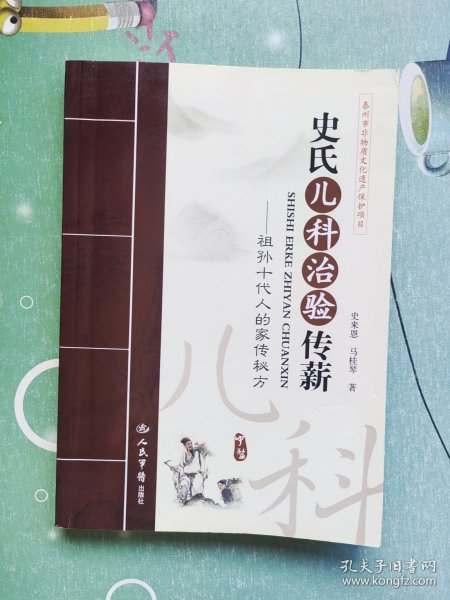 泰州市非物质文化遗产保护项目
史氏儿科治验传薪
SHISHI ERKE ZHIYAN CHUANXIN
——祖孙十代人的家传秘方
史来恩 马桂琴 著
儿科
中医
人民军医出版社
孔夫子旧书网
www.kongfz.com